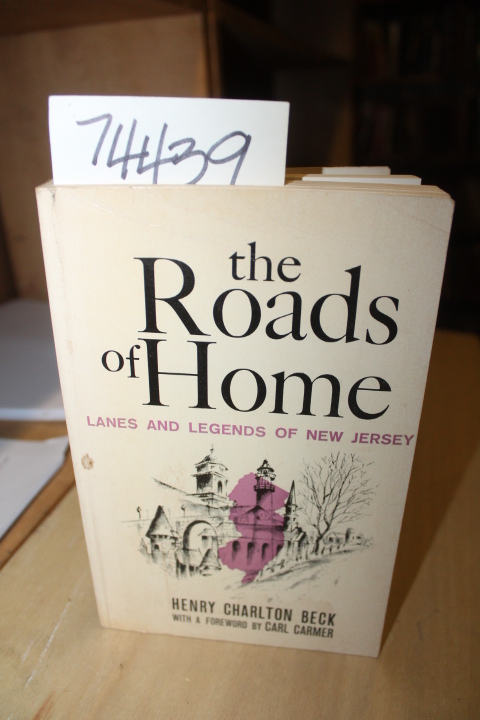 74439
the
Roads
of Home
LANES AND LEGENDS OF NEW JERSEY
HENRY CHARLTON BECK
WITH A FOREWORD BY CARL CARMER